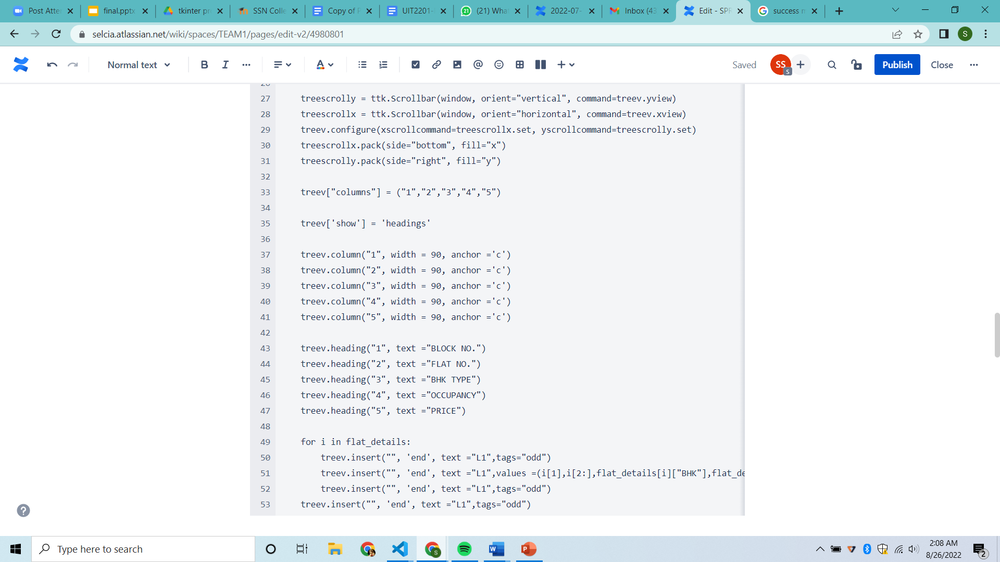 Post Atte
final.pptx
tkinter pr
SSN Colle
Copy of P
UIT2201-
(21) What
2022-07-
Inbox (43
Edit - SPR
success m
selcia.atlassian.net/wiki/spaces/TEAM1/pages/edit-v2/4980801
S
Normal text
B
I
A
Saved
SS
S
Publish
Close
27 treescrolly = ttk.Scrollbar(window, orient="vertical", command=treev.yview)
28 treescrollx = ttk.Scrollbar(window, orient="horizontal", command=treev.xview)
29 treev.configure(xscrollcommand=treescrollx.set, yscrollcommand=treescrolly.set)
30 treescrollx.pack(side="bottom", fill="x")
31 treescrolly.pack(side="right", fill="y")
32
33 treev["columns"] = ("1","2","3","4","5")
34
35 treev['show'] = 'headings'
36
37 treev.column("1", width = 90, anchor ='c')
38 treev.column("2", width = 90, anchor ='c')
39 treev.column("3", width = 90, anchor ='c')
40 treev.column("4", width = 90, anchor ='c')
41 treev.column("5", width = 90, anchor ='c')
42
43 treev.heading("1", text ="BLOCK NO.")
44 treev.heading("2", text ="FLAT NO.")
45 treev.heading("3", text ="BHK TYPE")
46 treev.heading("4", text ="OCCUPANCY")
47 treev.heading("5", text ="PRICE")
48
49 for i in flat_details:
50 treev.insert("", 'end', text ="L1",tags="odd")
51 treev.insert("", 'end', text ="L1",values =(i[1],i[2:],flat_details[i]["BHK"],flat_de
52 treev.insert("", 'end', text ="L1",tags="odd")
53 treev.insert("", 'end', text ="L1",tags="odd")
Type here to search
2:08 AM
8/26/2022
2